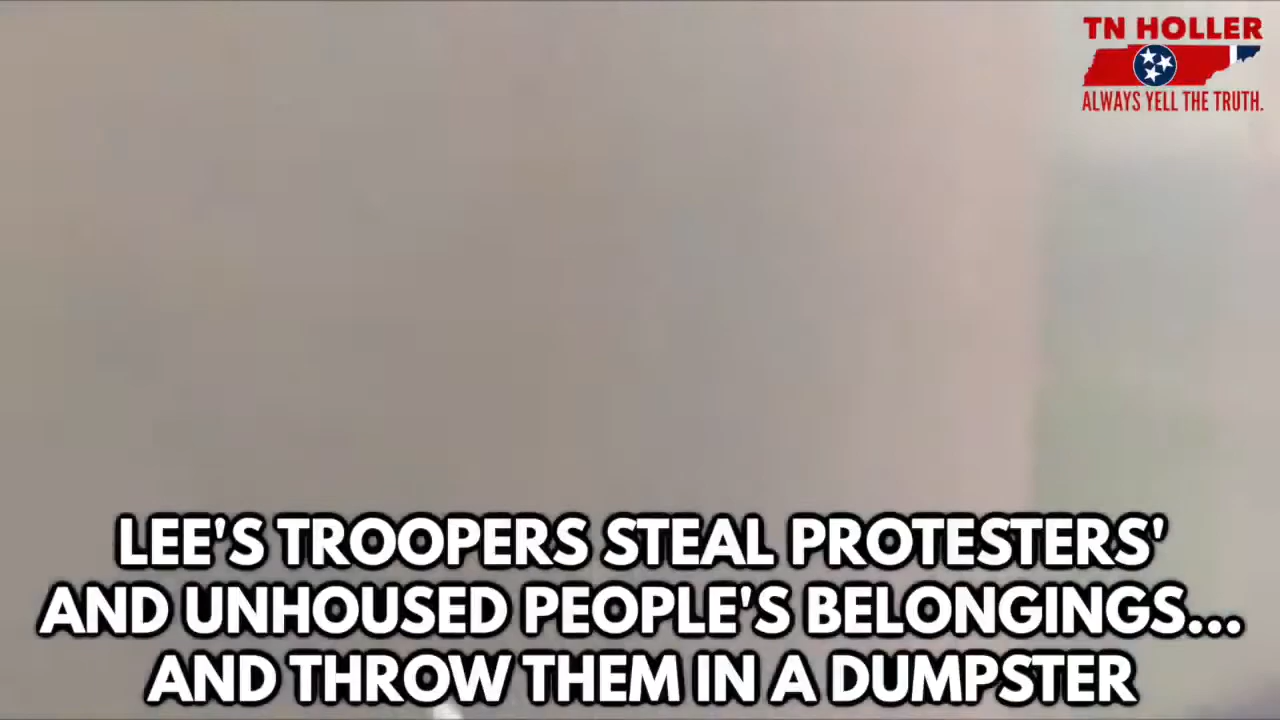 TN HOLLER
ALWAYS YELL THE TRUTH.
LEE'S TROOPERS STEAL PROTESTERS'
AND UNHOUSED PEOPLE'S BELONGINGS...
AND THROW THEM IN A DUMPSTER